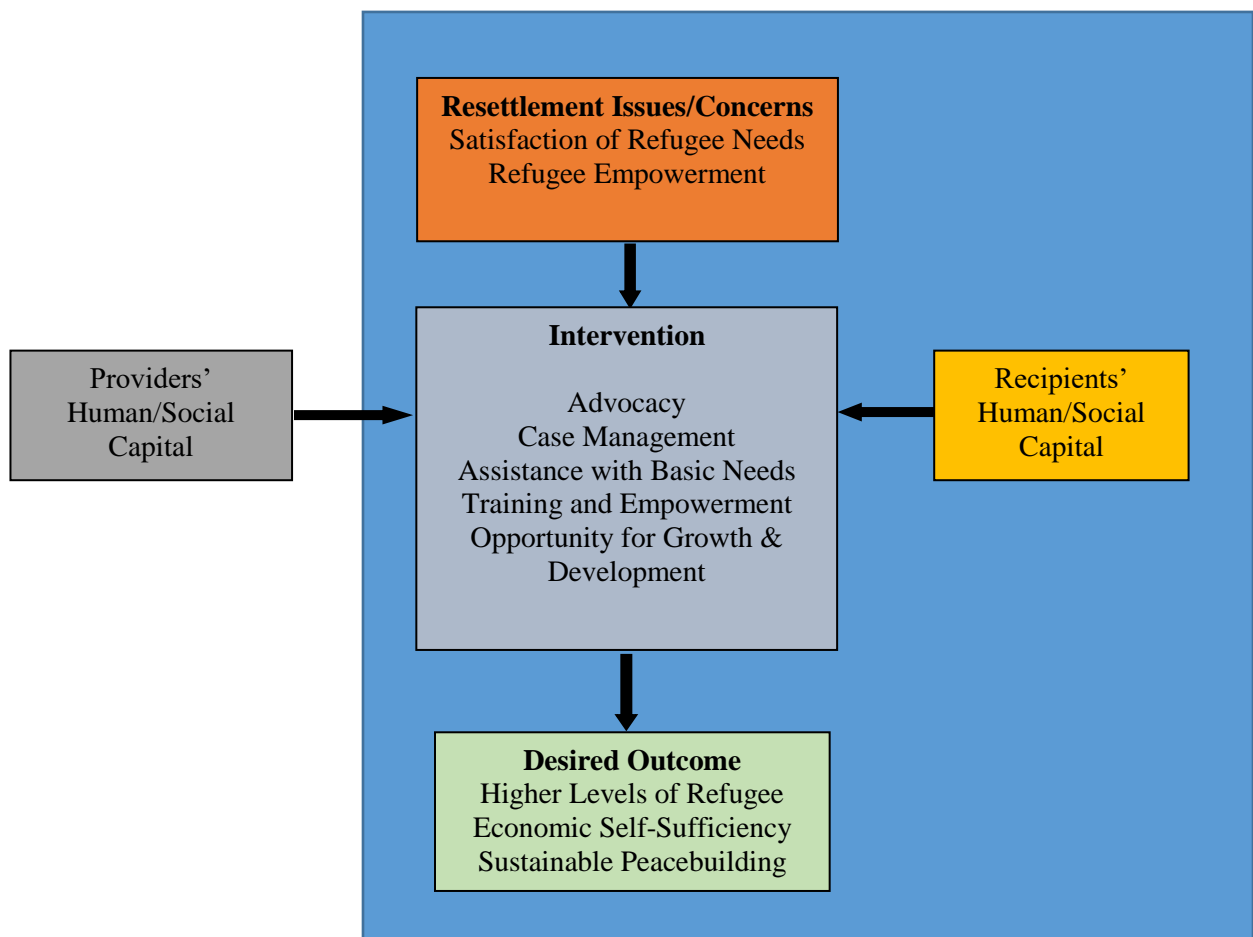 Resettlement Issues/Concerns
Satisfaction of Refugee Needs
Refugee Empowerment
Providers’
Human/Social
Capital
Intervention
Advocacy
Case Management
Assistance with Basic Needs
Training and Empowerment
Opportunity for Growth &
Development
Recipients’
Human/Social
Capital
Desired Outcome
Higher Levels of Refugee
Economic Self-Sufficiency
Sustainable Peacebuilding